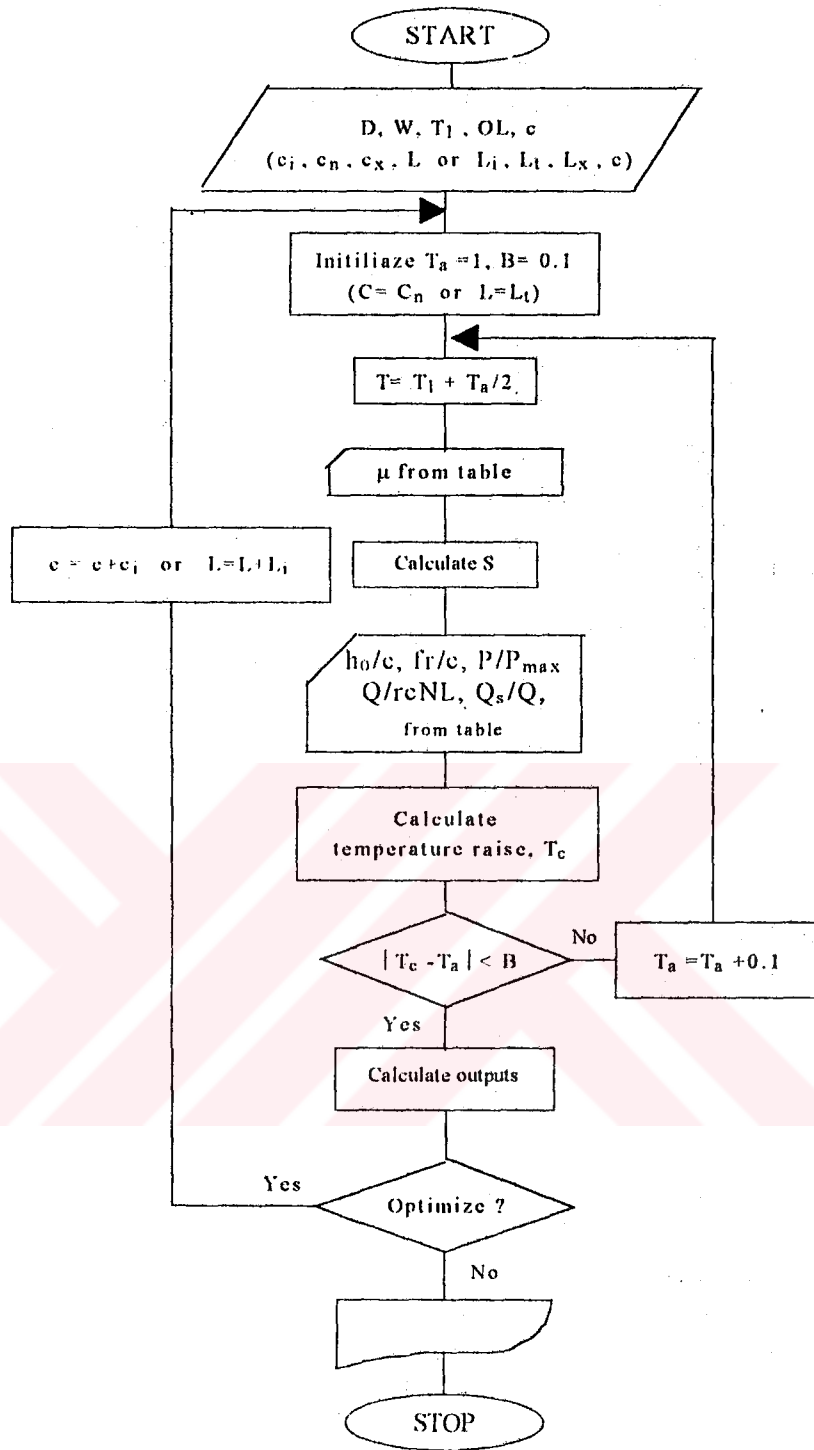 START
D, W, T₁, OL, c
(cᵢ, cₙ, cₓ, L or Lᵢ, Lₜ, Lₓ, c)
Initiliaze Tₐ =1, B= 0.1
(C= Cₙ or L=Lₜ)
T= T₁ + Tₐ/2
μ from table
c = c+cᵢ or L=L+Lᵢ
Calculate S
h₀/c, fr/c, P/Pmax
Q/rcNL, Qₛ/Q,
from table
Calculate
temperature raise, Tc
| Tc -Tₐ | < B
No
Tₐ =Tₐ +0.1
Yes
Calculate outputs
Yes
Optimize ?
No
STOP